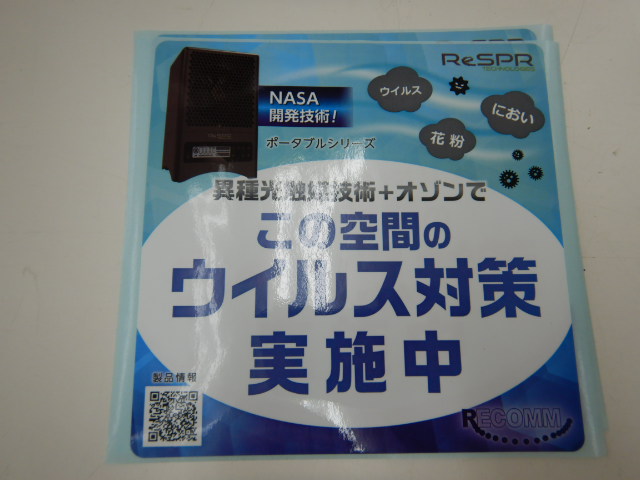 ReSPR
TECHNOLOGIES
NASA
開発技術!
ポータブルシリーズ
ウイルス
におい
花粉
異種光触媒技術+オゾンで
この空間の
ウイルス対策
実施中
製品情報
RECOMM